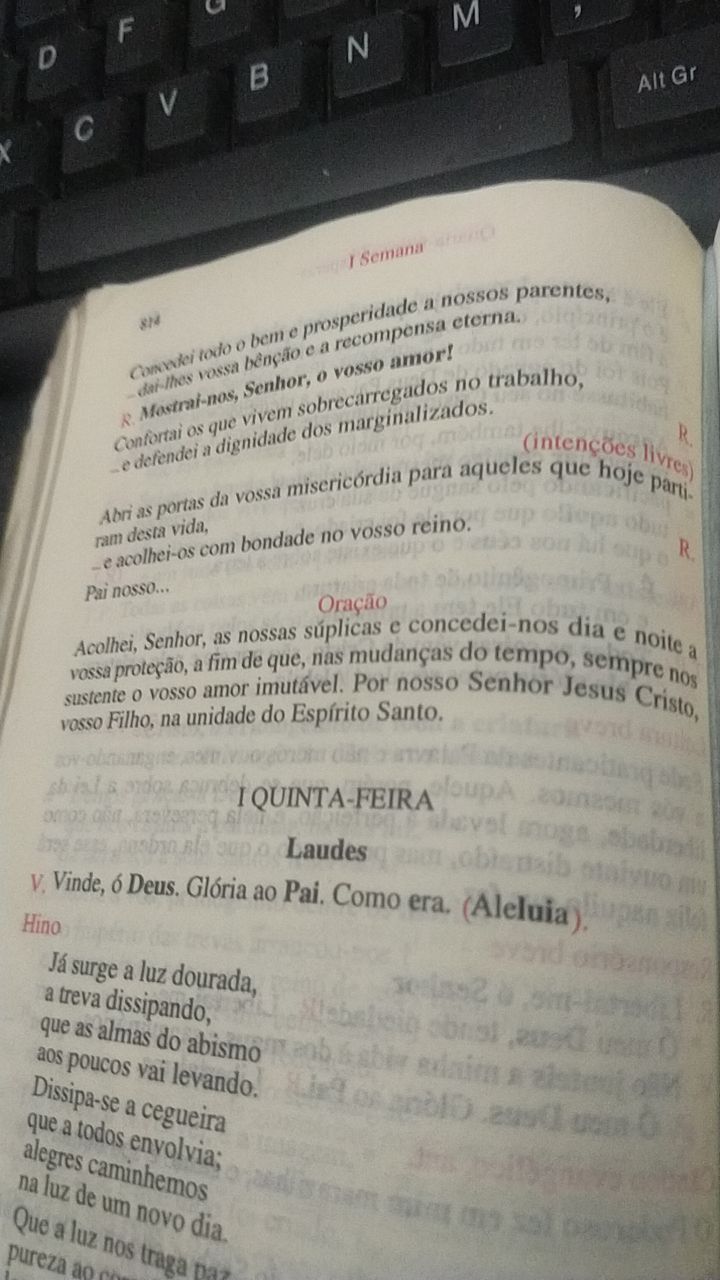 G
D F
M ,
X C V B N
Alt Gr
I Semana
814
Concedei todo o bem e prosperidade a nossos parentes,
– dai-lhes vossa bênção e a recompensa eterna.
R. Mostrai-nos, Senhor, o vosso amor!
Confortai os que vivem sobrecarregados no trabalho,
– e defendei a dignidade dos marginalizados. R.
(intenções livres)
Abri as portas da vossa misericórdia para aqueles que hoje parti-
ram desta vida,
– e acolhei-os com bondade no vosso reino. R.
Pai nosso...
Oração
Acolhei, Senhor, as nossas súplicas e concedei-nos dia e noite a
vossa proteção, a fim de que, nas mudanças do tempo, sempre nos
sustente o vosso amor imutável. Por nosso Senhor Jesus Cristo,
vosso Filho, na unidade do Espírito Santo.
I QUINTA-FEIRA
Laudes
V. Vinde, ó Deus. Glória ao Pai. Como era. (Aleluia).
Hino
Já surge a luz dourada,
a treva dissipando,
que as almas do abismo
aos poucos vai levando.
Dissipa-se a cegueira
que a todos envolvia;
alegres caminhemos
na luz de um novo dia.
Que a luz nos traga paz
pureza ao